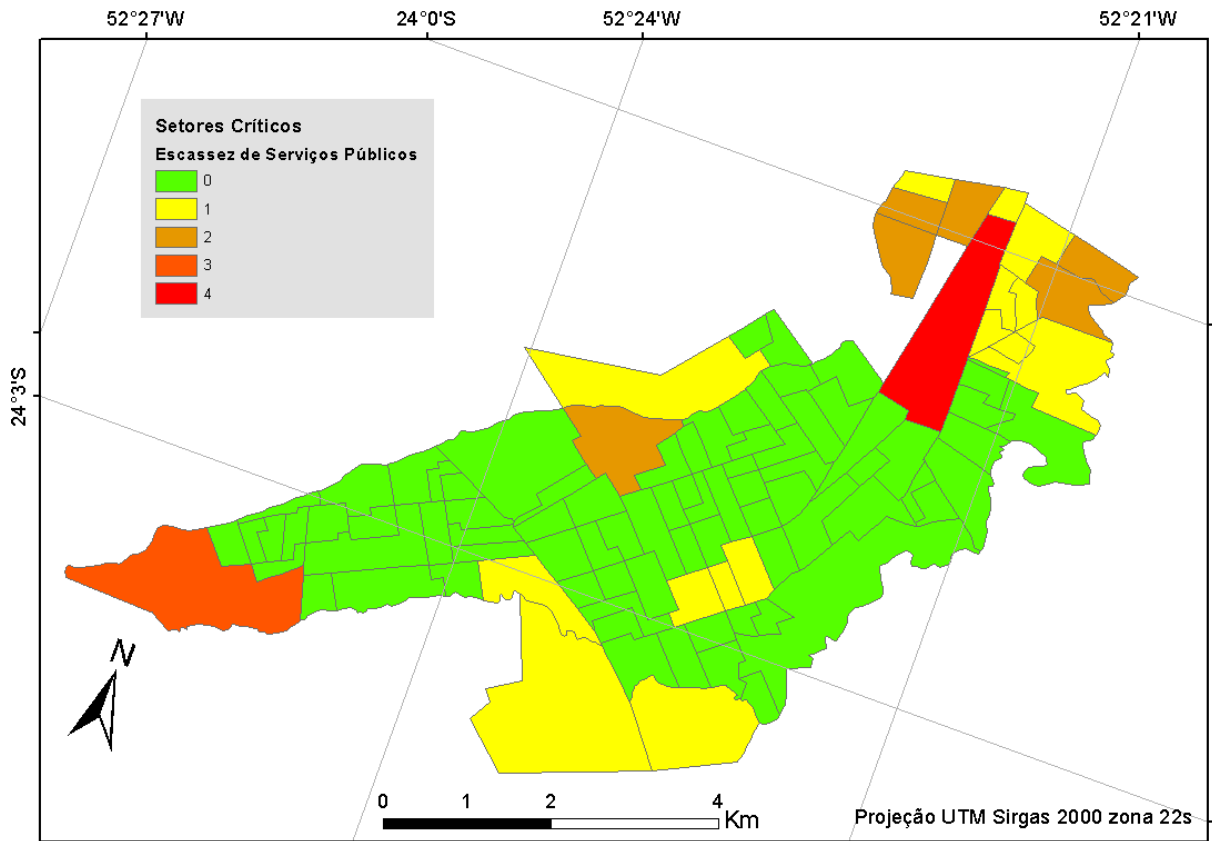 52°27'W 24°0'S 52°24'W 52°21'W
Setores Críticos
Escassez de Serviços Públicos
0
1
2
3
4
24°3'S
N
0 1 2 4
Km
Projeção UTM Sirgas 2000 zona 22s